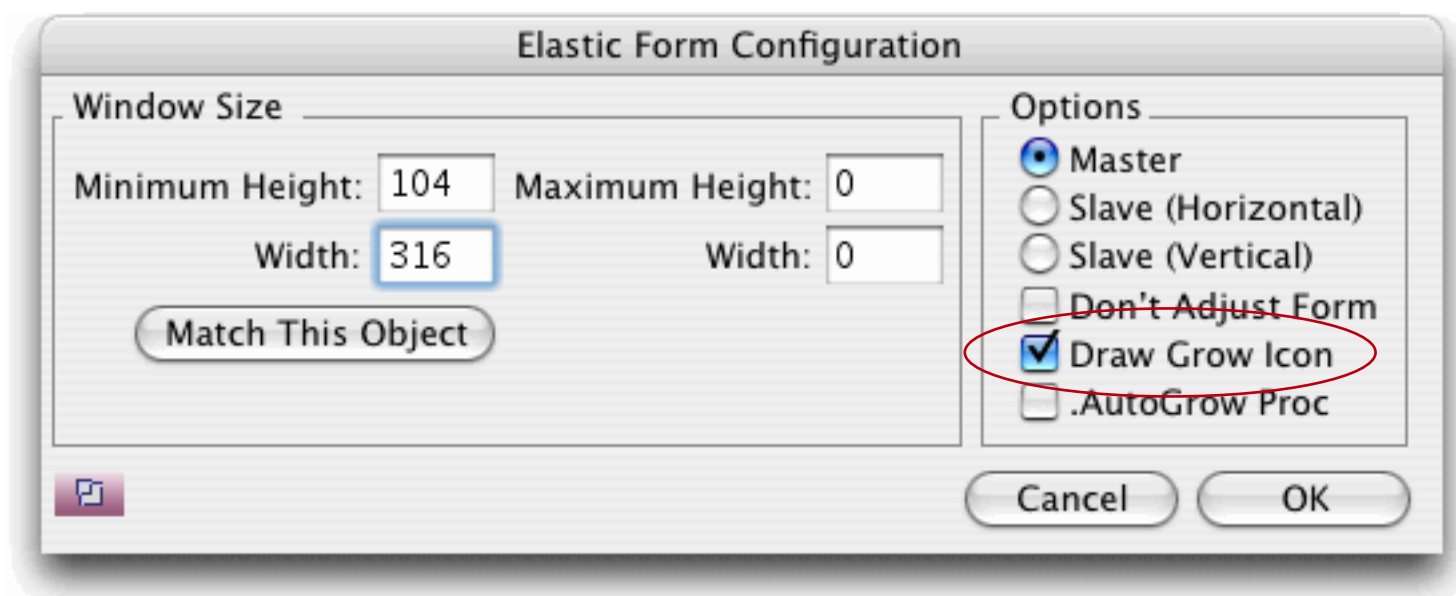 Elastic Form Configuration
Window Size
Minimum Height: 104 Maximum Height: 0
Width: 316 Width: 0
Match This Object
Options
Master
Slave (Horizontal)
Slave (Vertical)
Don't Adjust Form
Draw Grow Icon
.AutoGrow Proc
Cancel OK